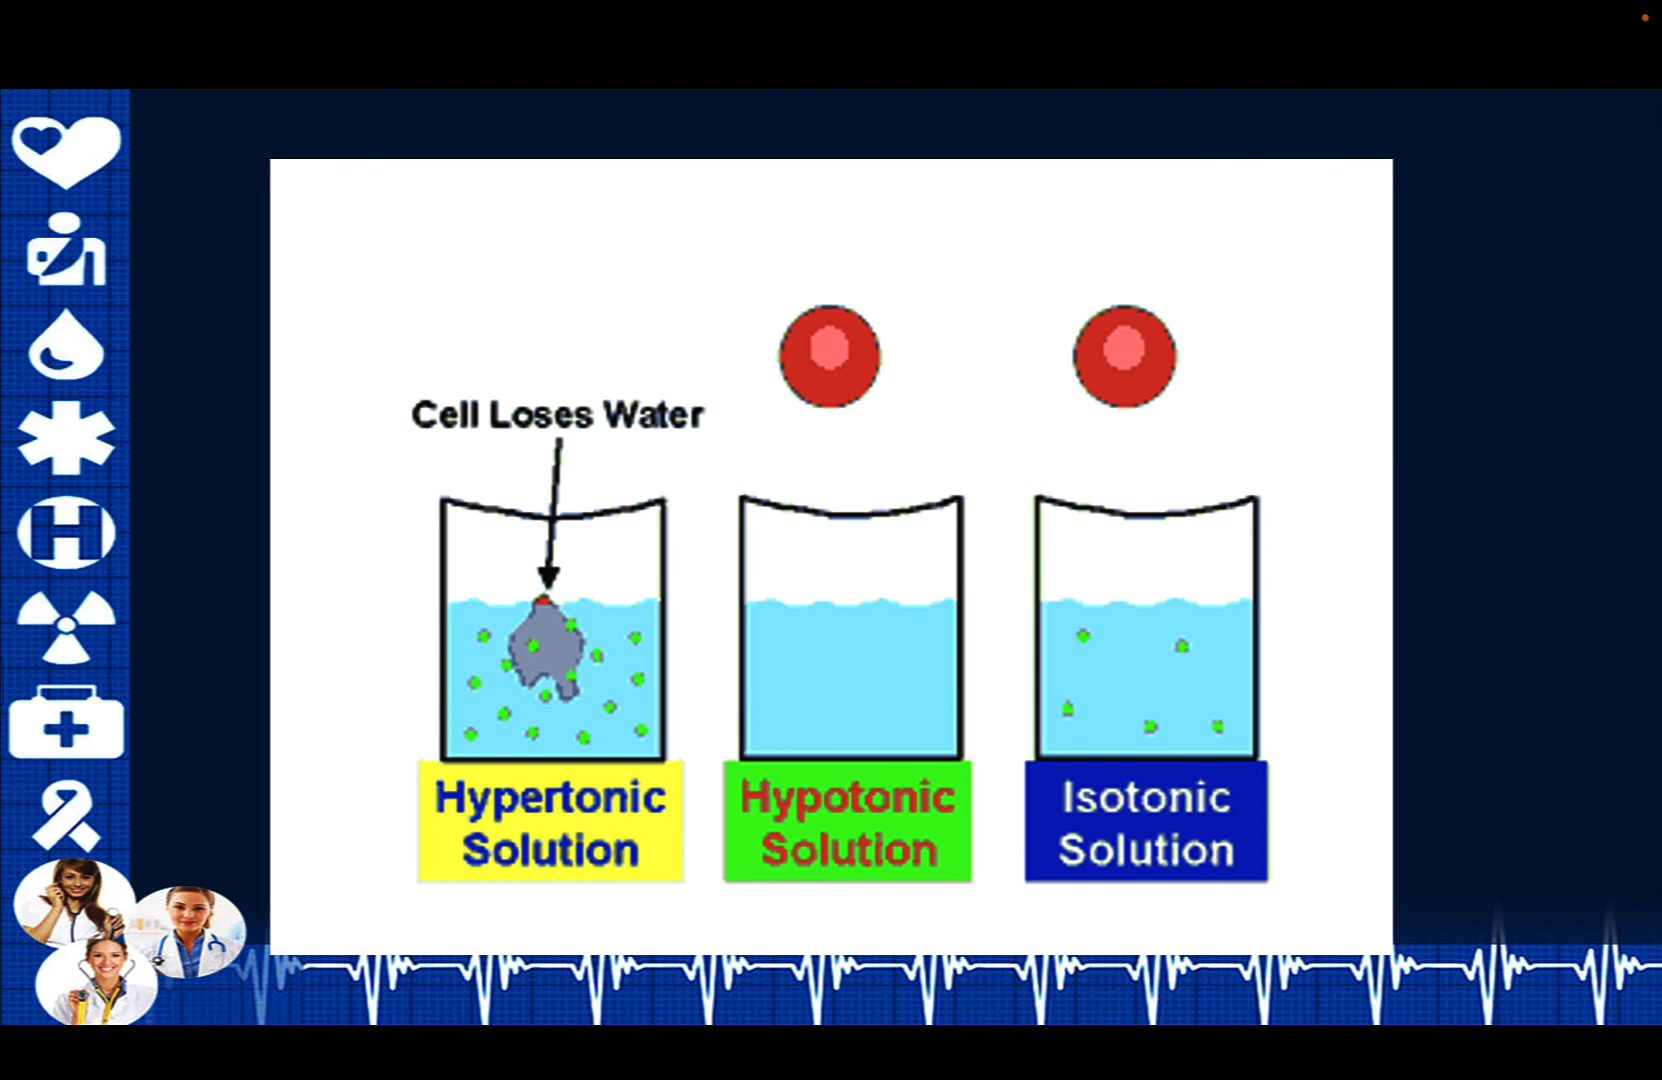 Cell Loses Water
Hypertonic
Solution
Hypotonic
Solution
Isotonic
Solution